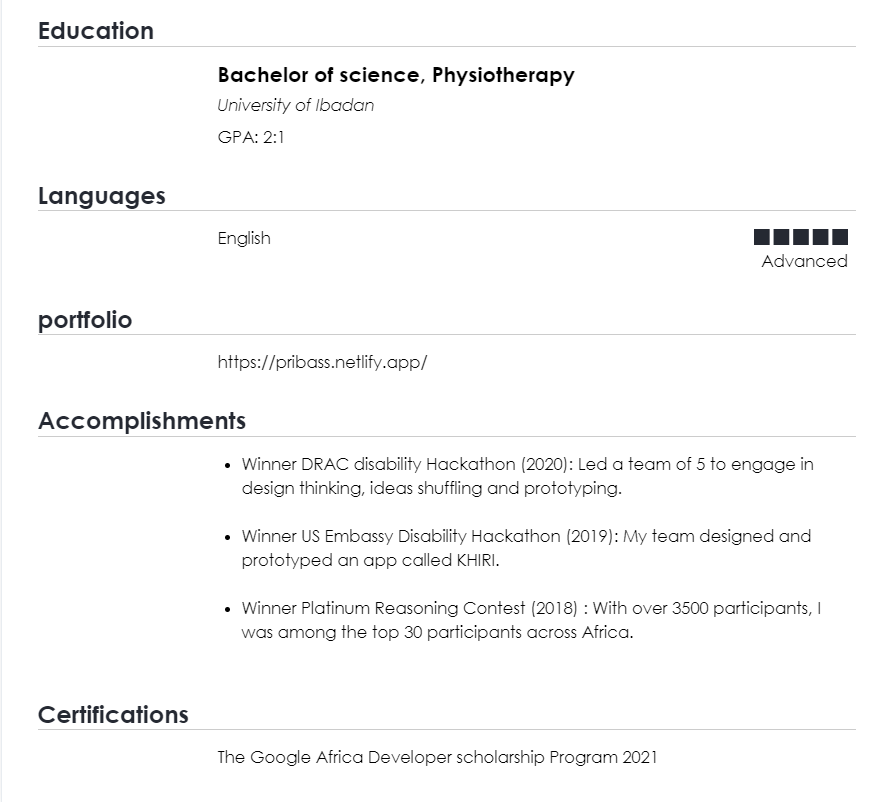 Education
Bachelor of science, Physiotherapy
University of Ibadan
GPA: 2:1
Languages
English
Advanced
portfolio
https://pribass.netlify.app/
Accomplishments
• Winner DRAC disability Hackathon (2020): Led a team of 5 to engage in
design thinking, ideas shuffling and prototyping.
• Winner US Embassy Disability Hackathon (2019): My team designed and
prototyped an app called KHIRI.
• Winner Platinum Reasoning Contest (2018) : With over 3500 participants, I
was among the top 30 participants across Africa.
Certifications
The Google Africa Developer scholarship Program 2021